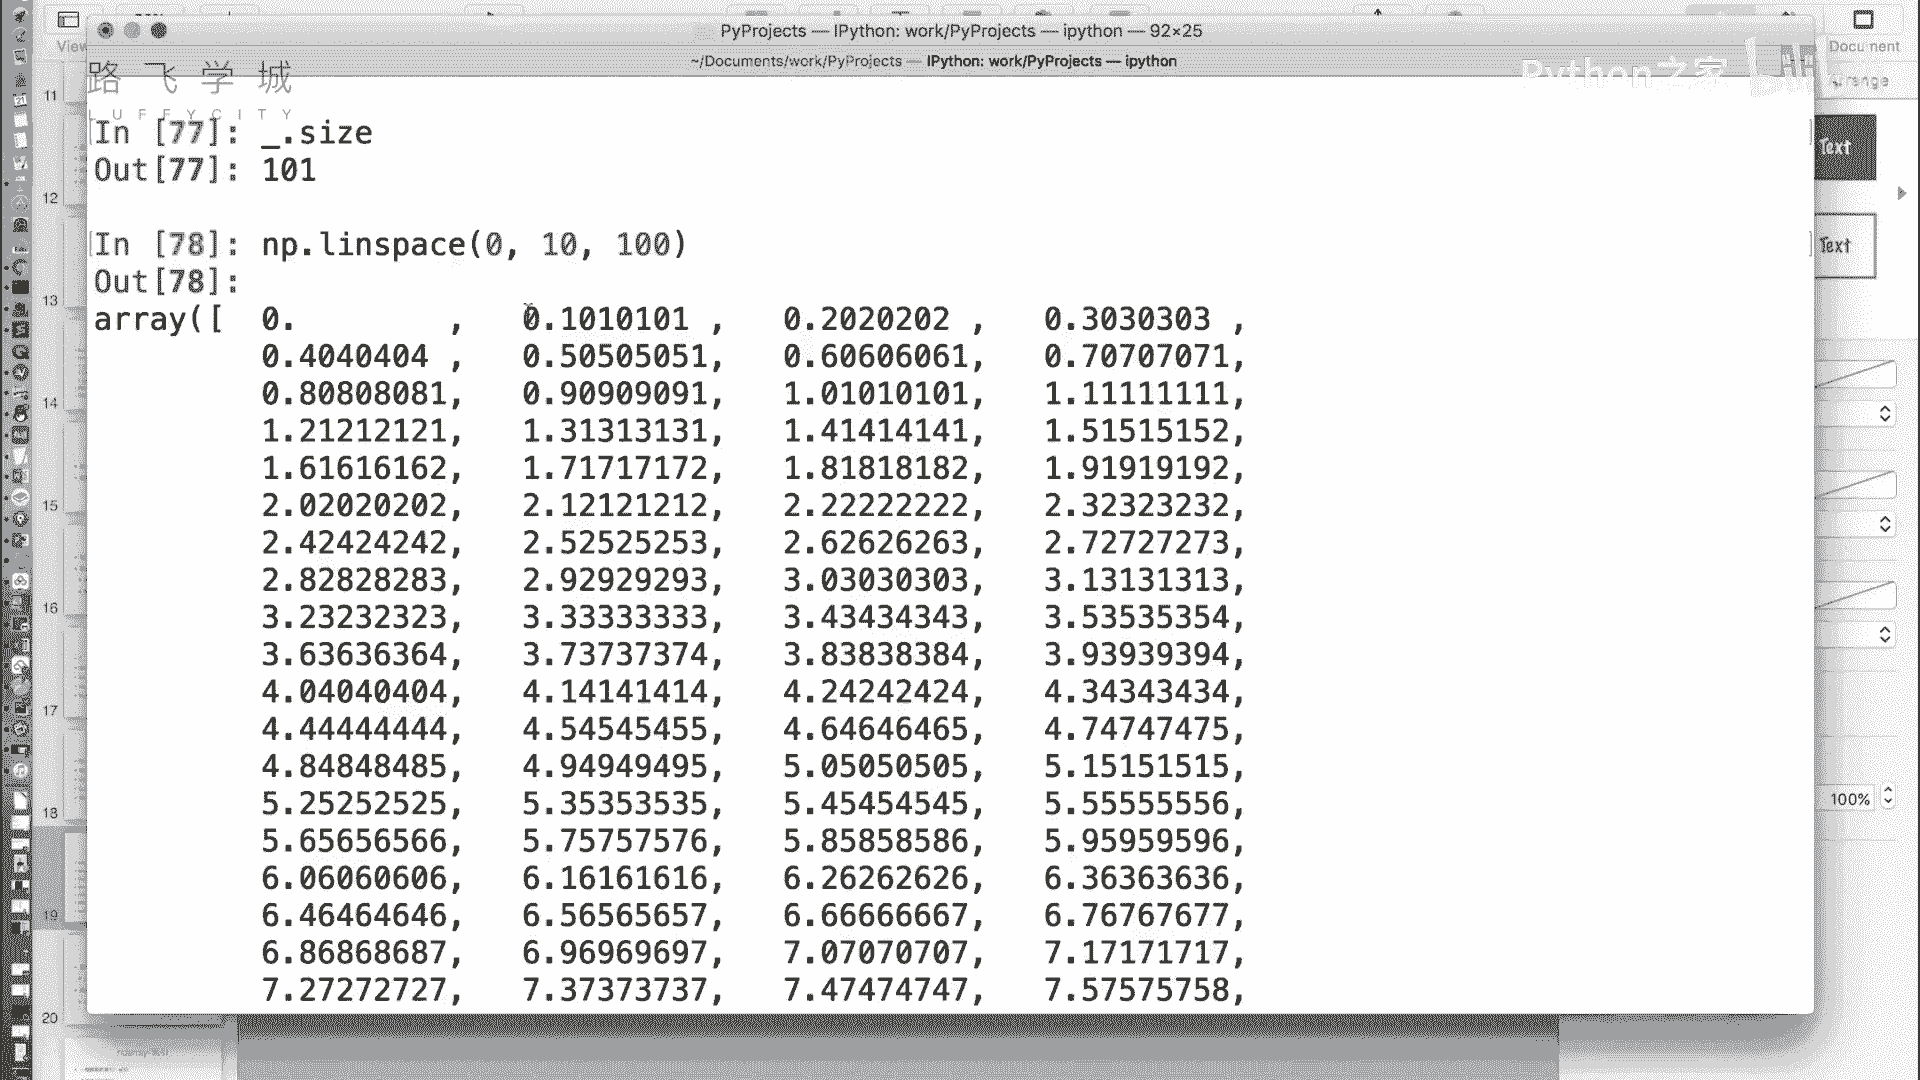 View
PyProjects — IPython: work/PyProjects — ipython — 92×25
Document
~/Documents/work/PyProjects — IPython: work/PyProjects — ipython
路飞学城
LUFFYCITY
Python之家
In [77]: _.size
Out[77]: 101
In [78]: np.linspace(0, 10, 100)
Out[78]:
array([ 0. , 0.1010101 , 0.2020202 , 0.3030303 ,
0.4040404 , 0.50505051, 0.60606061, 0.70707071,
0.80808081, 0.90909091, 1.01010101, 1.11111111,
1.21212121, 1.31313131, 1.41414141, 1.51515152,
1.61616162, 1.71717172, 1.81818182, 1.91919192,
2.02020202, 2.12121212, 2.22222222, 2.32323232,
2.42424242, 2.52525253, 2.62626263, 2.72727273,
2.82828283, 2.92929293, 3.03030303, 3.13131313,
3.23232323, 3.33333333, 3.43434343, 3.53535354,
3.63636364, 3.73737374, 3.83838384, 3.93939394,
4.04040404, 4.14141414, 4.24242424, 4.34343434,
4.44444444, 4.54545455, 4.64646465, 4.74747475,
4.84848485, 4.94949495, 5.05050505, 5.15151515,
5.25252525, 5.35353535, 5.45454545, 5.55555556,
5.65656566, 5.75757576, 5.85858586, 5.95959596,
6.06060606, 6.16161616, 6.26262626, 6.36363636,
6.46464646, 6.56565657, 6.66666667, 6.76767677,
6.86868687, 6.96969697, 7.07070707, 7.17171717,
7.27272727, 7.37373737, 7.47474747, 7.57575758,
11
12
13
14
15
16
17
18
19
20
Text
Text
100%